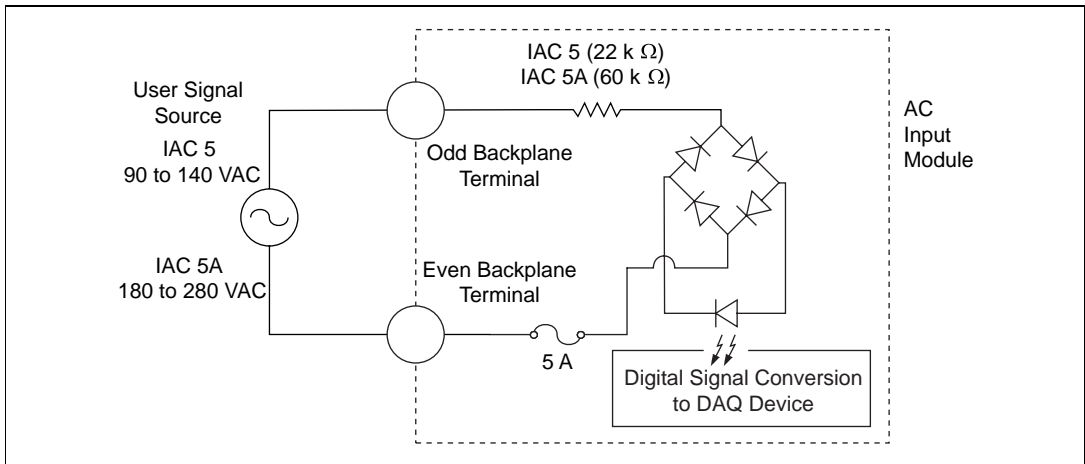 IAC 5 (22 k Ω)
IAC 5A (60 k Ω)
User Signal
Source
IAC 5
90 to 140 VAC
IAC 5A
180 to 280 VAC
Odd Backplane
Terminal
Even Backplane
Terminal
5 A
AC
Input
Module
Digital Signal Conversion
to DAQ Device